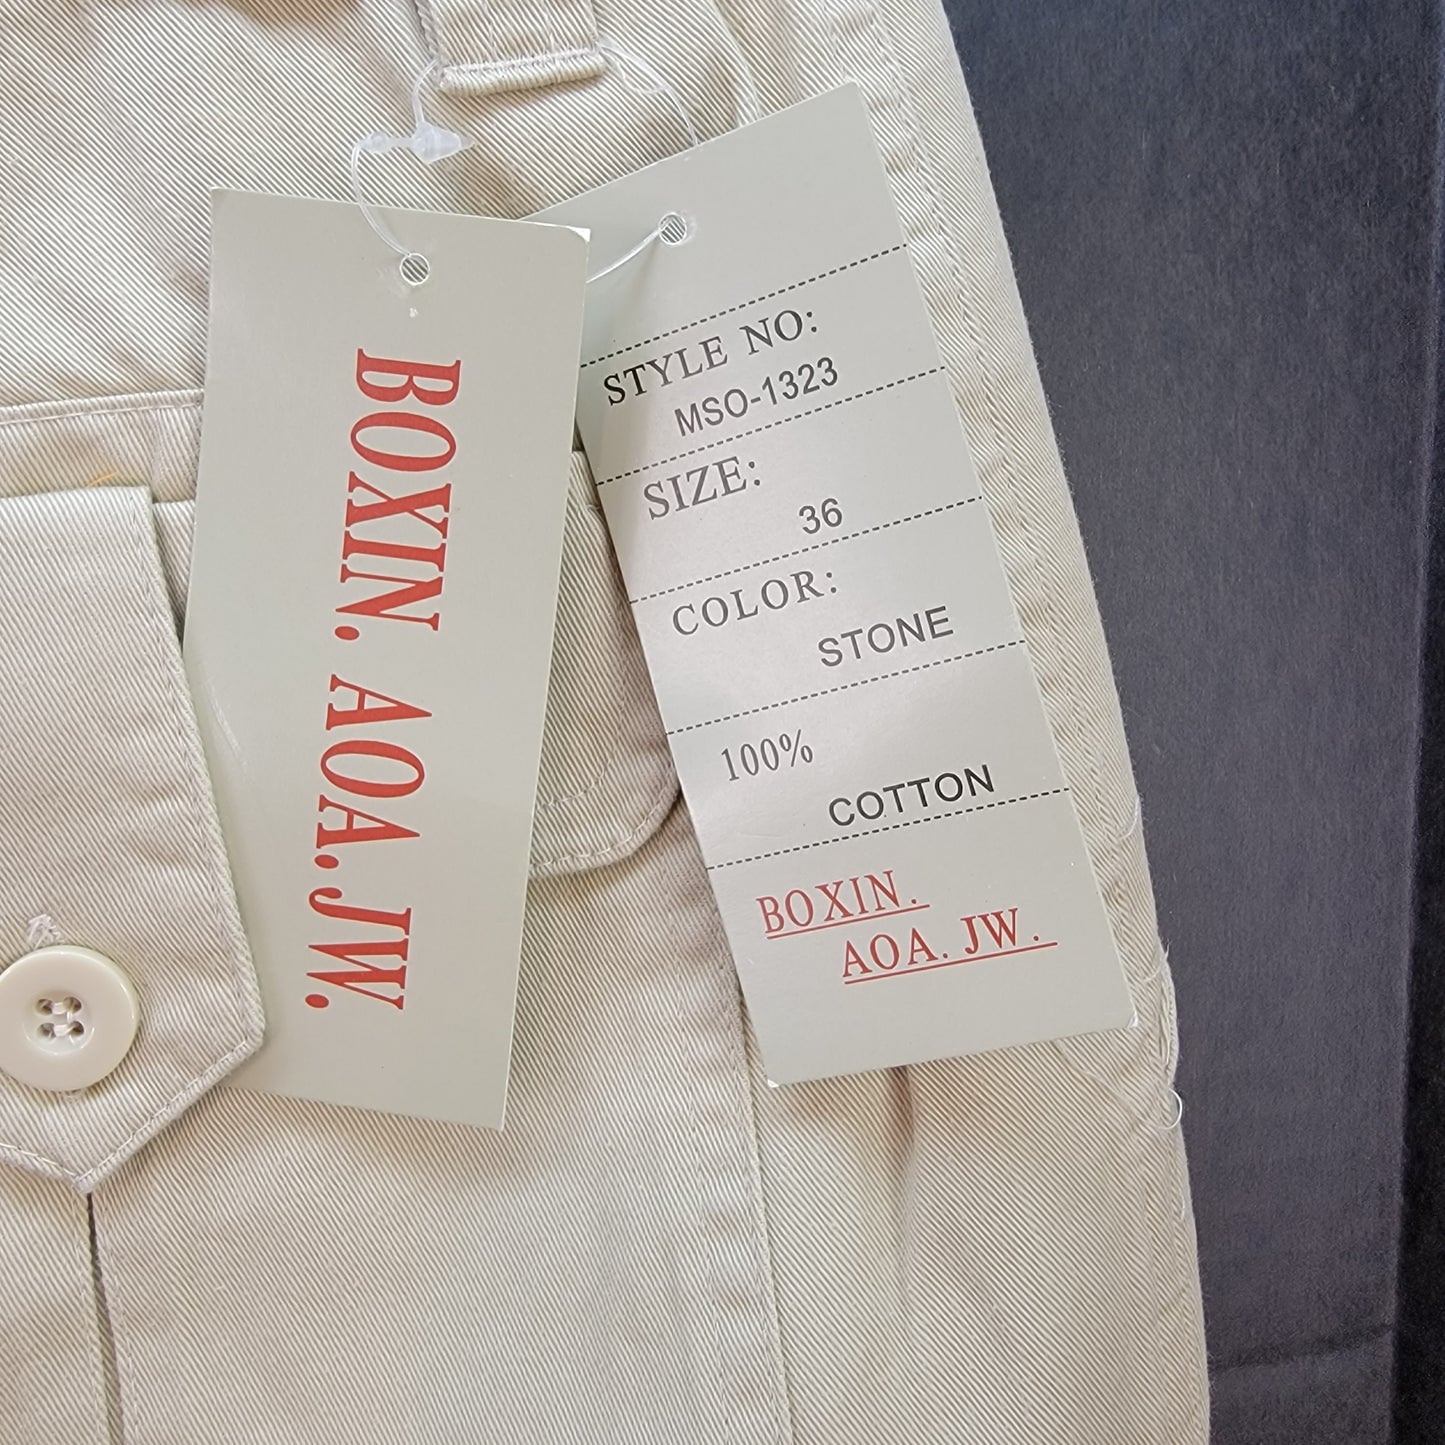 BOXIN. AOA.JW.
STYLE NO:
MSO-1323
SIZE:
36
COLOR:
STONE
100%
COTTON
BOXIN.
AOA. JW.